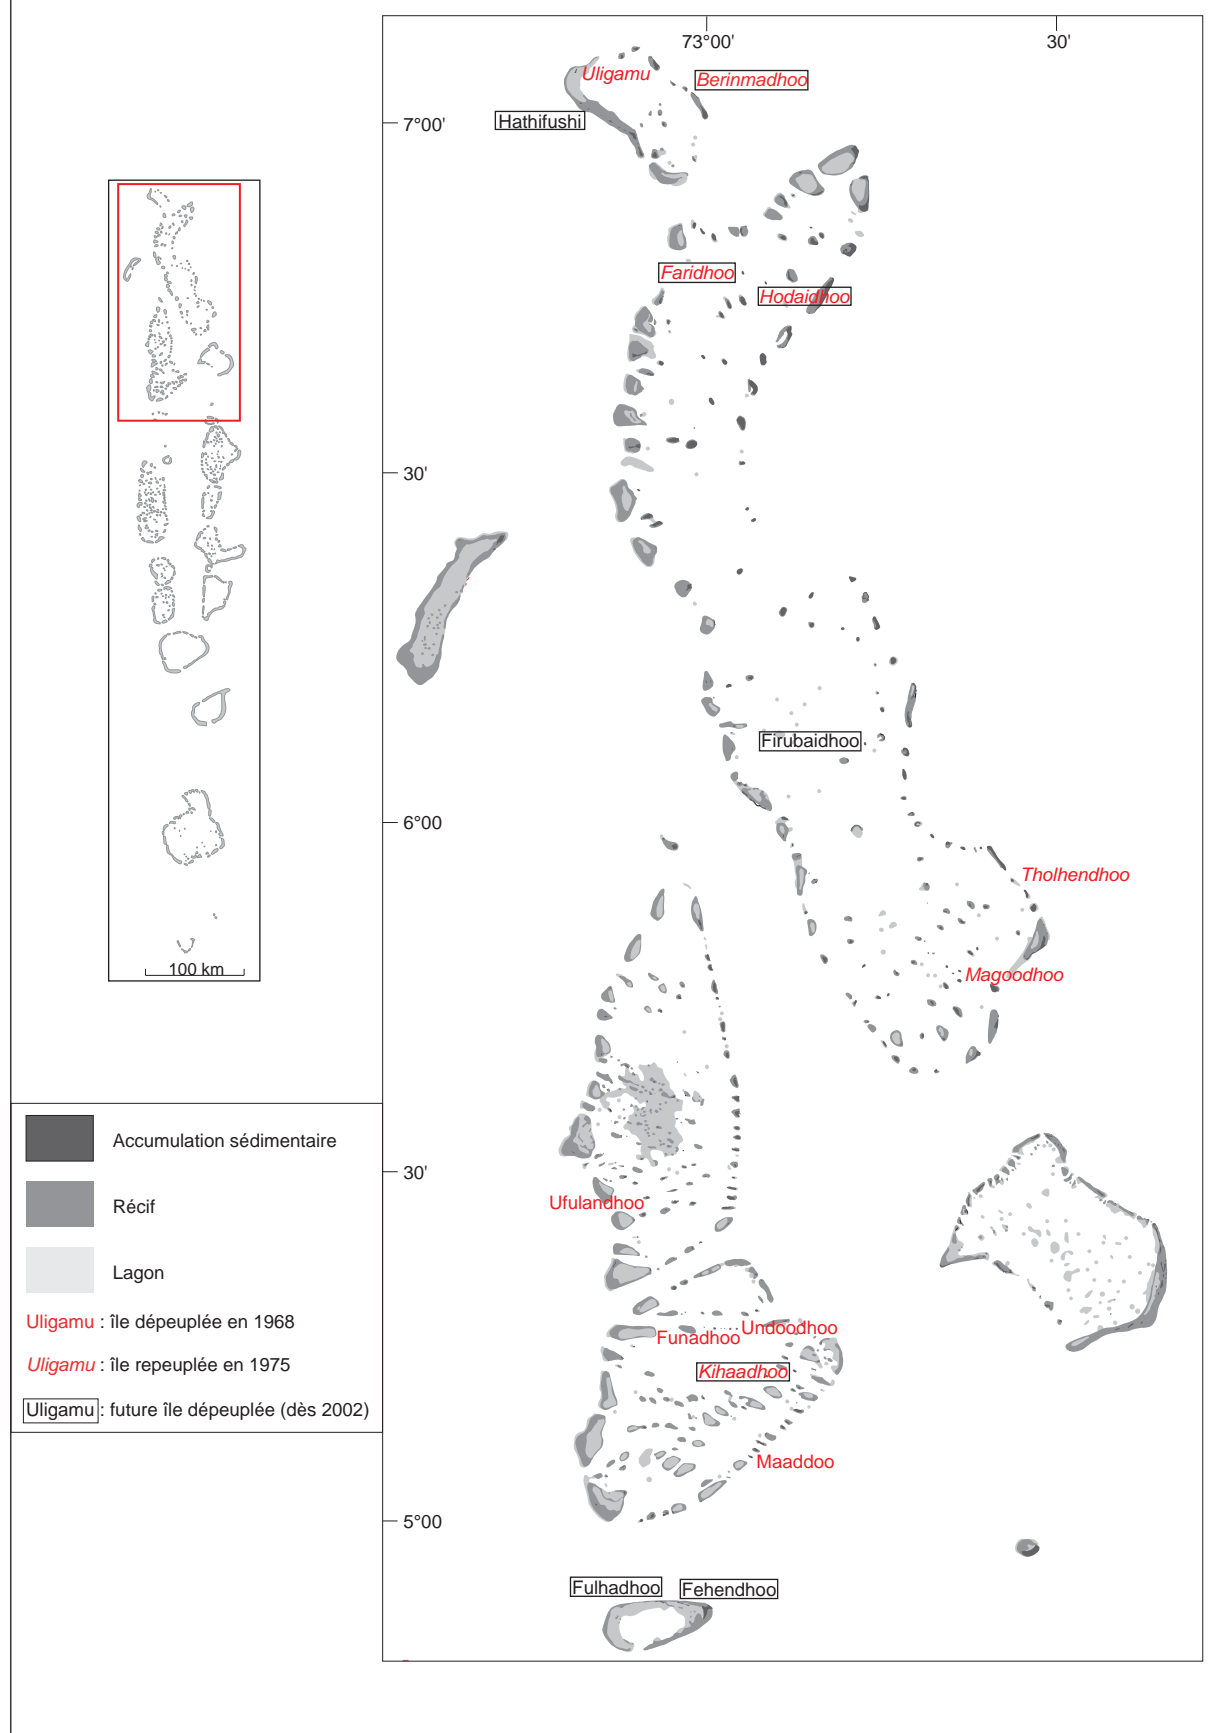 73°00'
30'
Uligamu
Berinmadhoo
Hathifushi
7°00'
Faridhoo
Hodaidhoo
30'
Firubaidhoo
6°00
Tholhendhoo
Magoodhoo
100 km
Accumulation sédimentaire
Récif
Lagon
Uligamu : île dépeuplée en 1968
Uligamu : île repeuplée en 1975
Uligamu : future île dépeuplée (dès 2002)
30'
Ufulandhoo
Funadhoo
Undoodhoo
Kihaadhoo
Maaddoo
5°00
Fulhadhoo
Fehendhoo